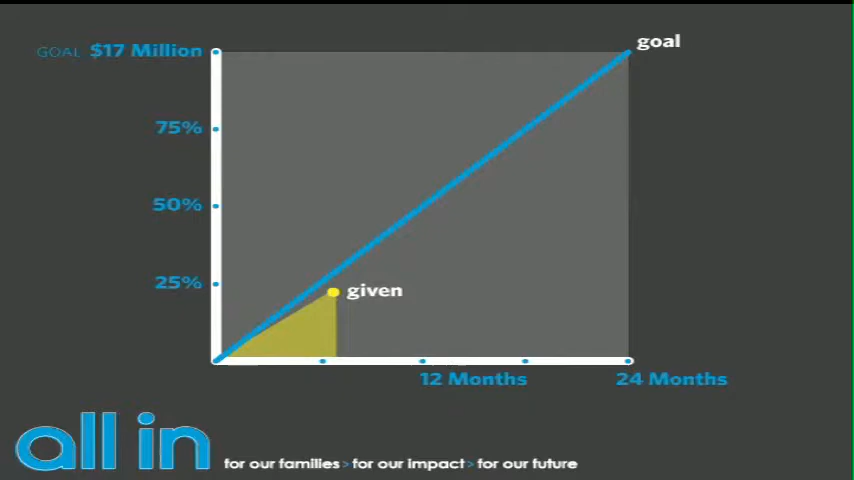 goal
GOAL $17 Million
75%
50%
25%
given
12 Months
24 Months
all in
for our families>for our impact>for our future